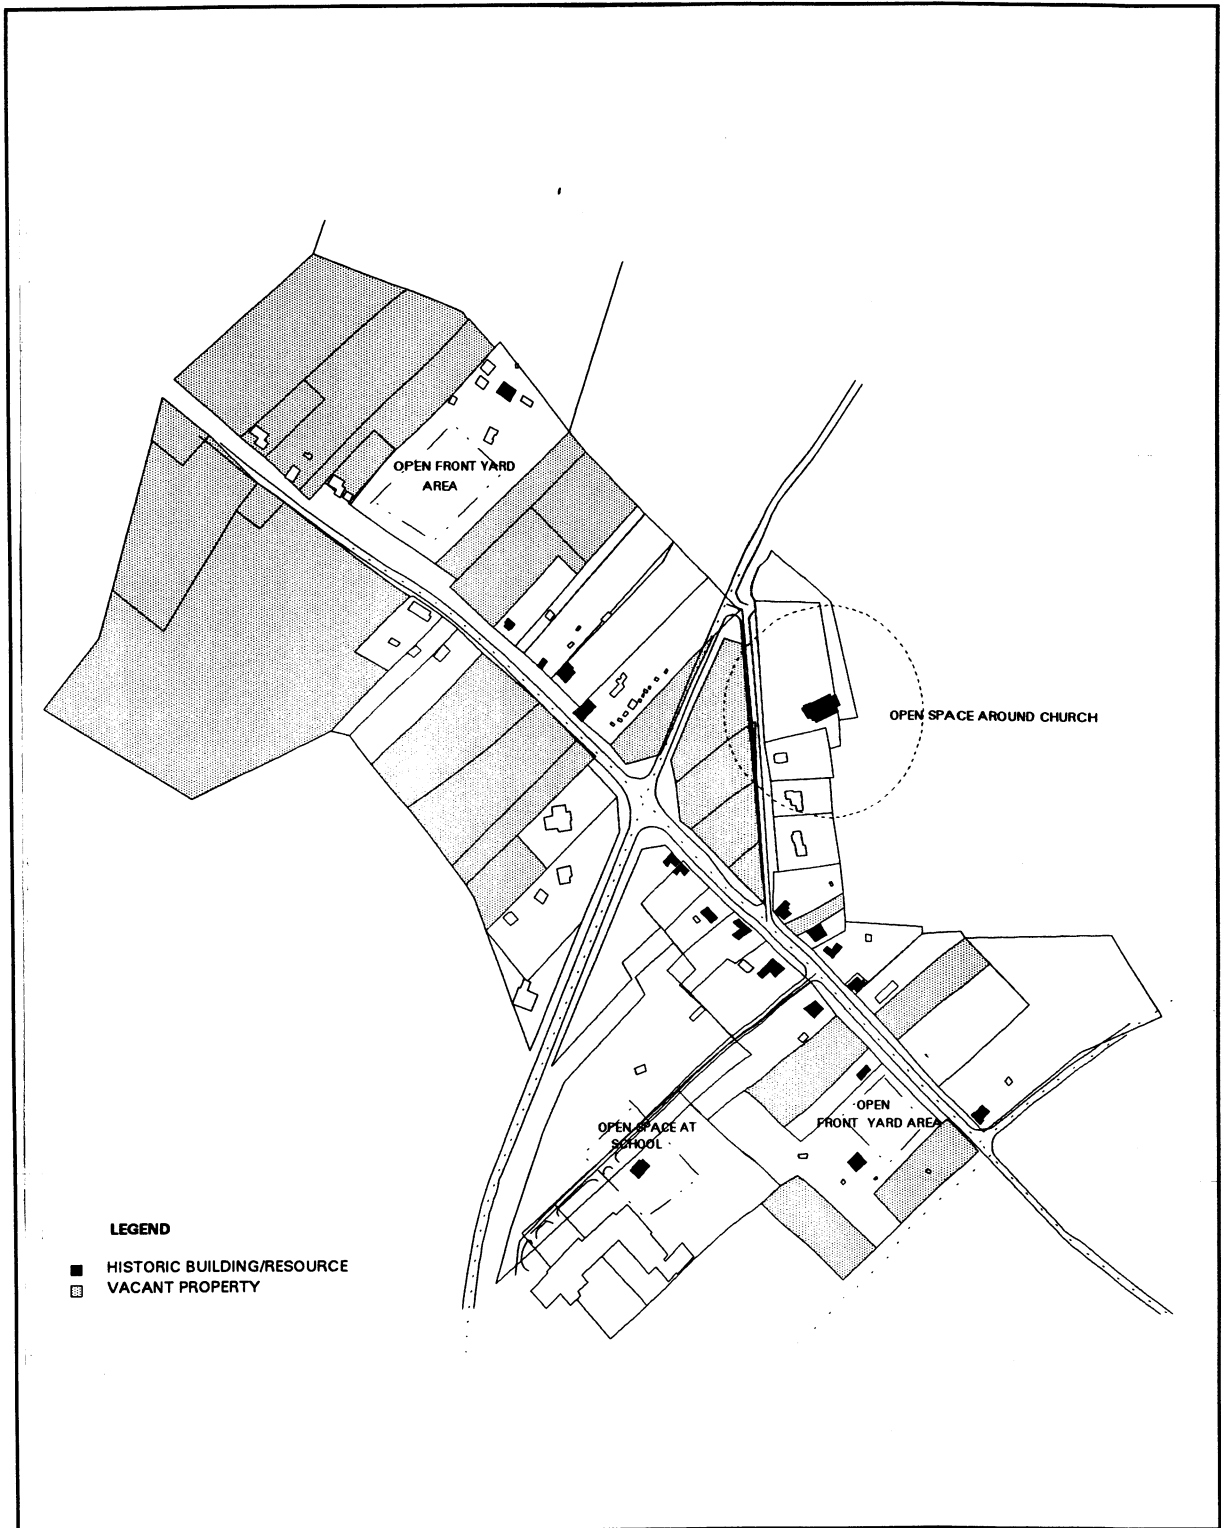 OPEN FRONT YARD
AREA
OPEN SPACE AROUND CHURCH
OPEN
FRONT YARD AREA
OPEN SPACE AT
SCHOOL
LEGEND
HISTORIC BUILDING/RESOURCE
VACANT PROPERTY